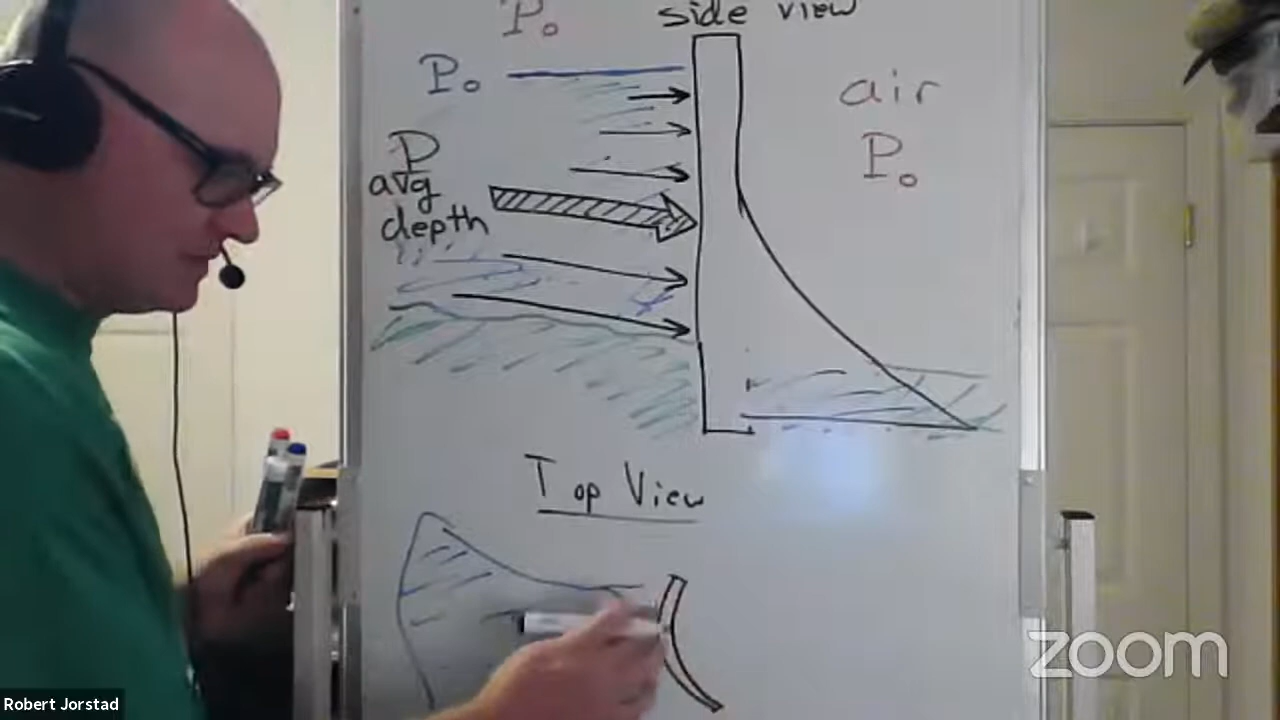 P₀
side view
P₀
air
P
P₀
avg
depth
Top View
zoom
Robert Jorstad